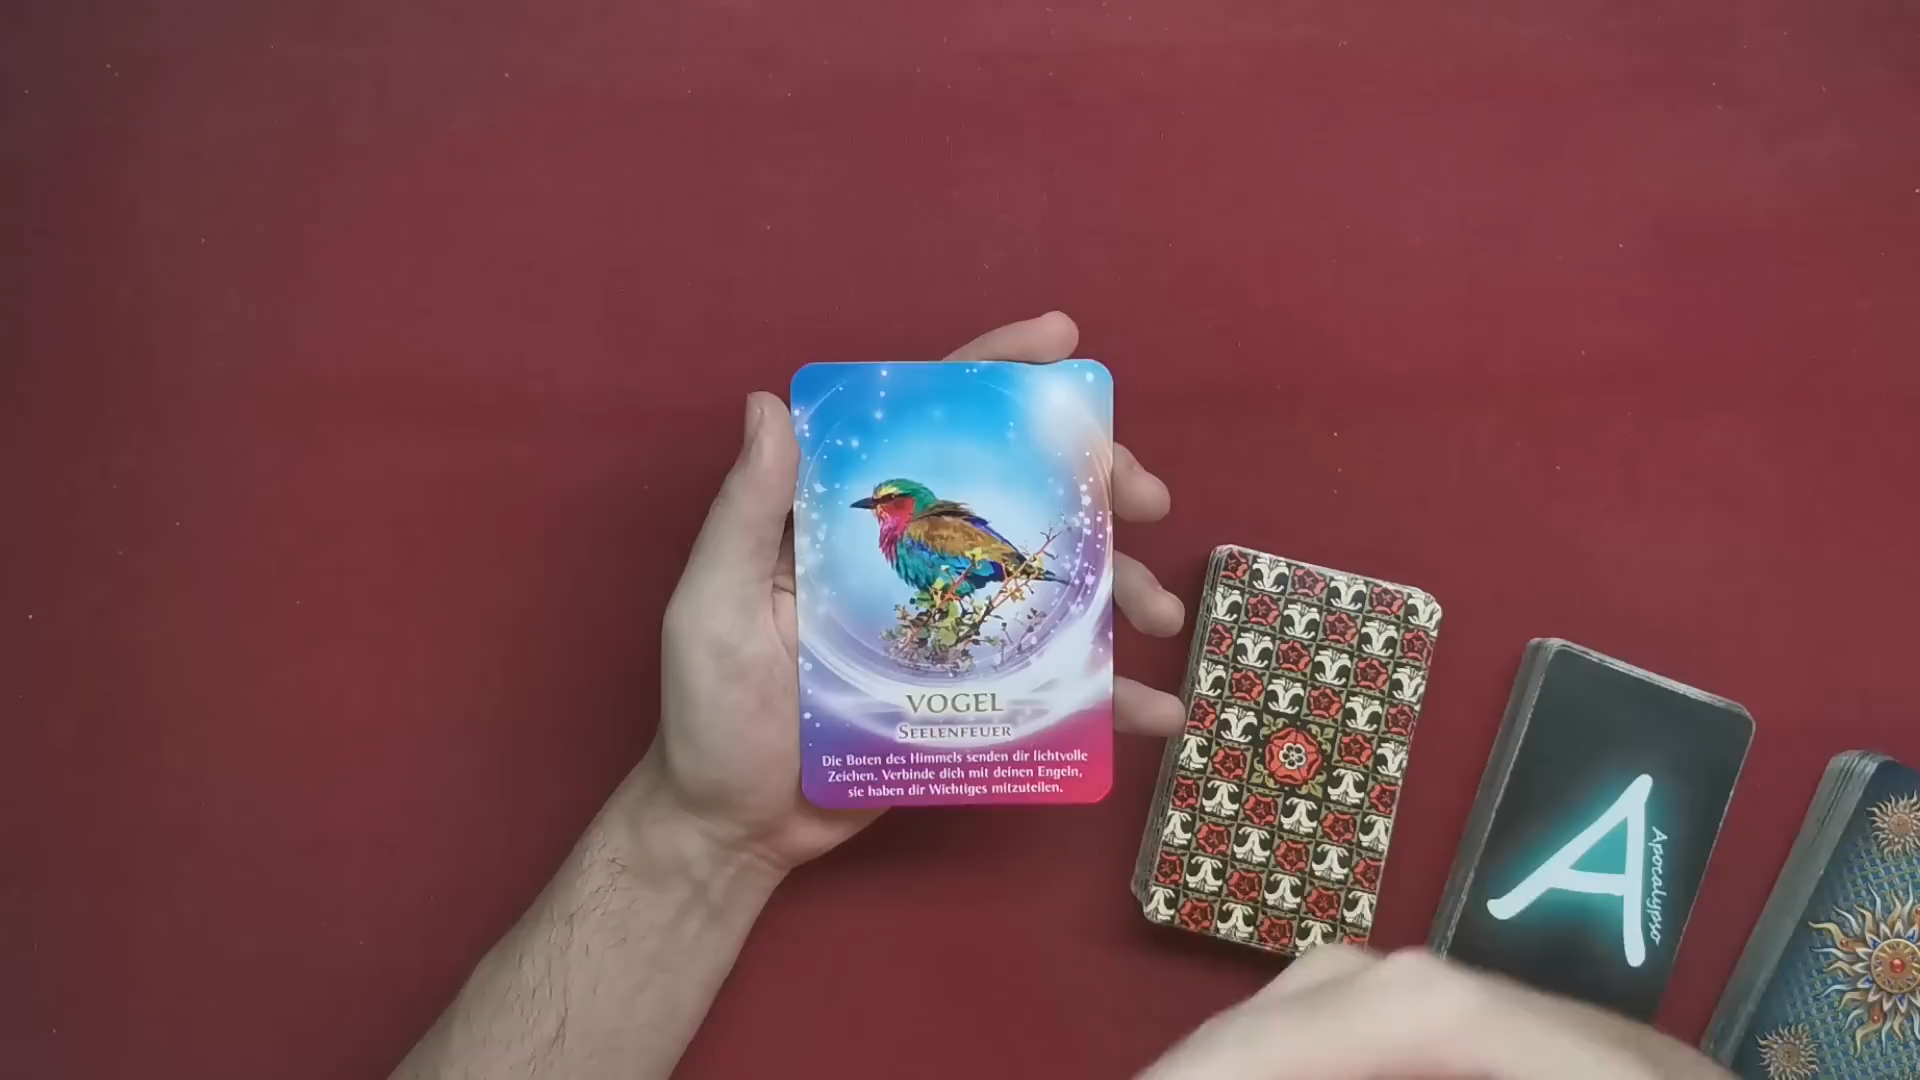 VOGEL
SEELENFEUER
Die Boten des Himmels senden dir lichtvolle
Zeichen. Verbinde dich mit deinen Engeln,
sie haben dir Wichtiges mitzuteilen.
A
Apocalypso